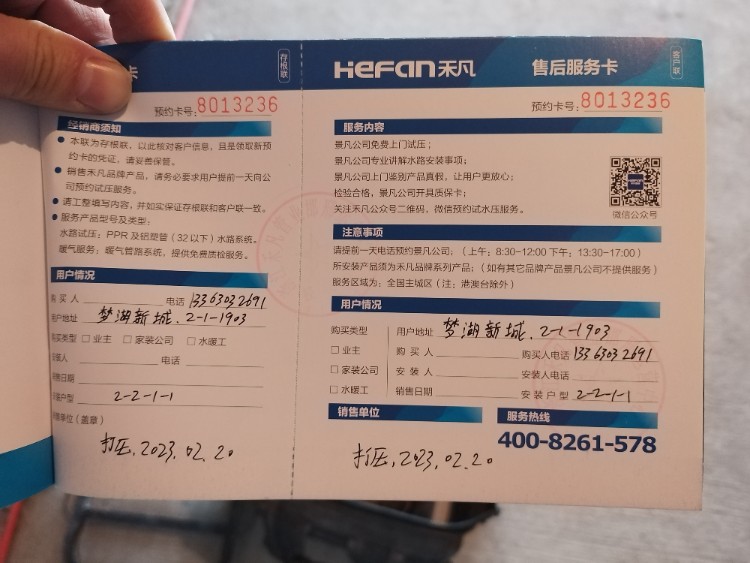 卡
存根联
预约卡号:8013236
经销商须知
本联为存根联,以此核对客户信息,且是领取新预
约卡的凭证,请妥善保管。
销售禾凡品牌产品,请务必要求用户提前一天向公
司预约试压服务。
请工整填写内容,并如实保证存根联和客户联一致。
服务产品型号及类型:
水路试压:PPR及铝塑管(32以下)水路系统。
暖气服务:暖气管路系统,提供免费质检服务。
用户情况
购买人 电话 13363032691
用户地址 梦湖新城.2-1-1903
购买类型 □业主 □家装公司 □水暖工
安装人 电话
销售日期
安装户型 2-2-1-1
销售单位(盖章)
打压.2023.02.20
HeFan禾凡
售后服务卡
客户联
预约卡号:8013236
服务内容
景凡公司免费上门试压;
景凡公司专业讲解水路安装事项;
景凡公司上门鉴别产品真假,让用户更放心;
检验合格,景凡公司开具质保卡;
关注禾凡公众号二维码、微信预约试水压服务。
微信公众号
注意事项
请提前一天电话预约景凡公司;(上午:8:30-12:00 下午:13:30-17:00)
所安装产品须为禾凡品牌系列产品;(如有其它品牌产品景凡公司不提供服务)
服务区域为:全国主城区(注:港澳台除外)
用户情况
购买类型
□业主
□家装公司
□水暖工
用户地址 梦湖新城.2-1-1903
购买人 购买人电话 13363032691
安装人 安装人电话
销售日期 安装户型 2-2-1-1
销售单位
服务热线
400-8261-578
打压.2023.02.20